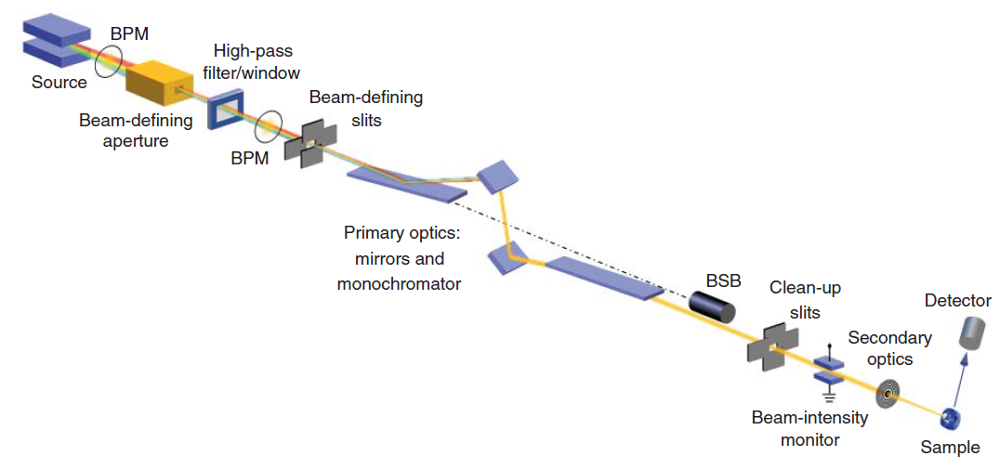 BPM
Source
High-pass
filter/window
Beam-defining
aperture
BPM
Beam-defining
slits
Primary optics:
mirrors and
monochromator
BSB
Clean-up
slits
Beam-intensity
monitor
Secondary
optics
Detector
Sample